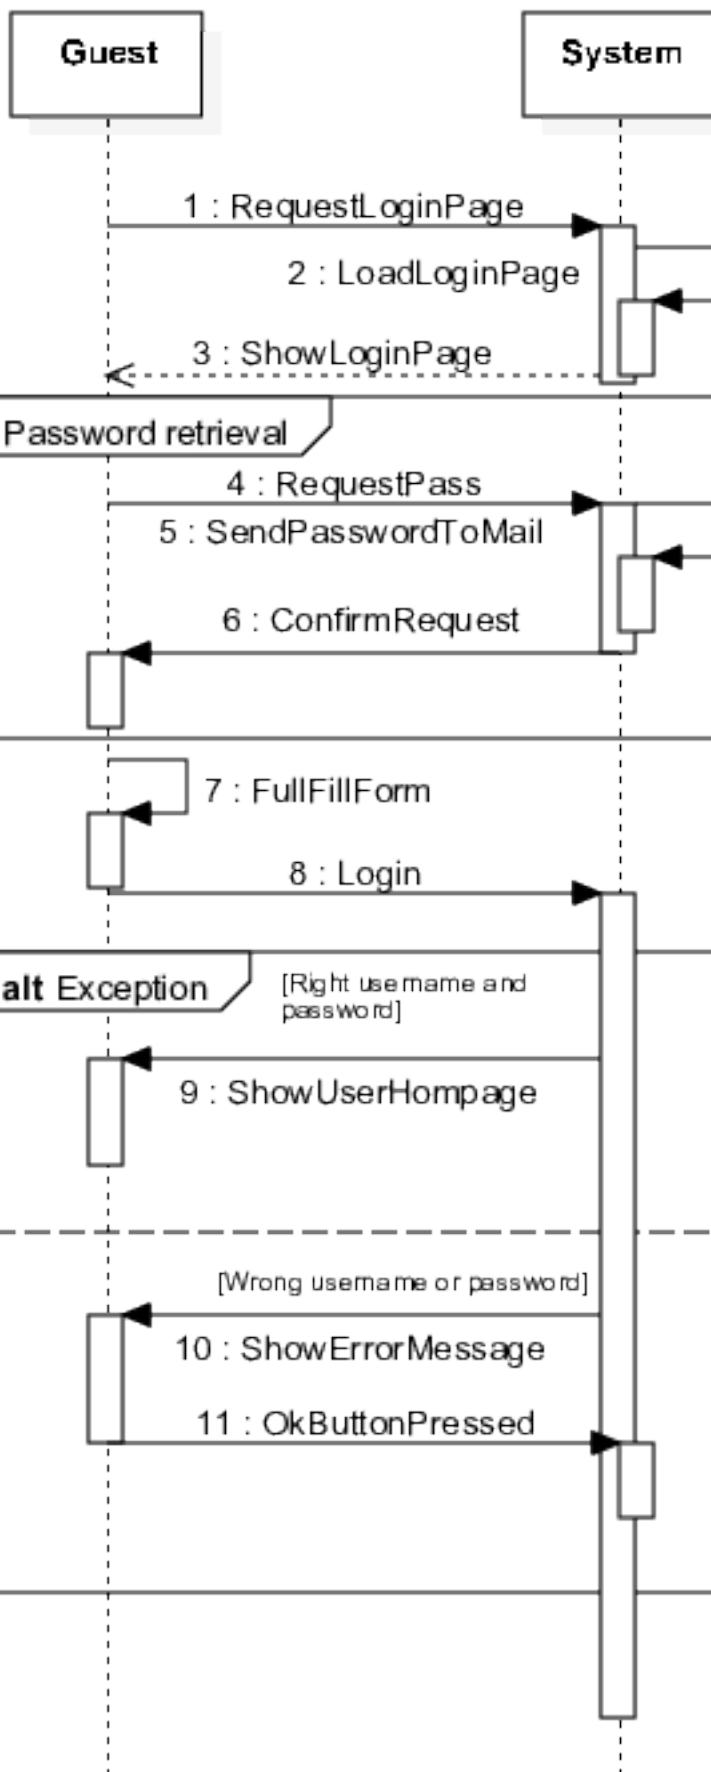 Guest
System
1 : RequestLoginPage
2 : LoadLoginPage
3 : ShowLoginPage
Password retrieval
4 : RequestPass
5 : SendPasswordToMail
6 : ConfirmRequest
7 : FullFillForm
8 : Login
alt Exception
[Right username and
password]
9 : ShowUserHompage
[Wrong username or password]
10 : ShowErrorMessage
11 : OkButtonPressed